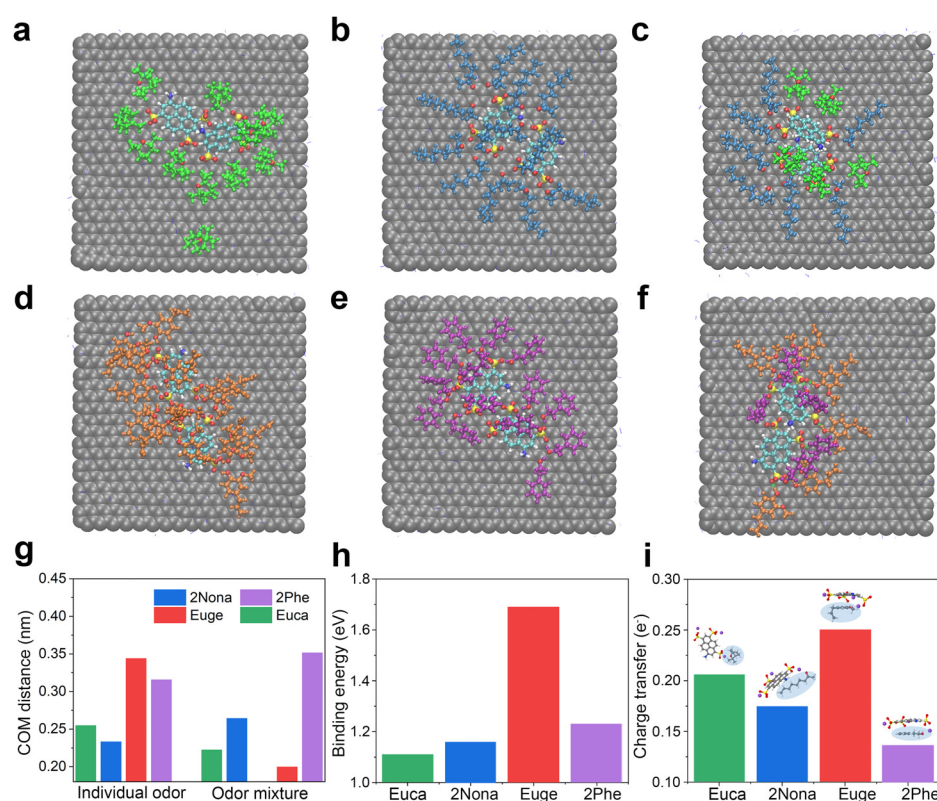 a
b
c
d
e
f
g
COM distance (nm)
0.45
0.40
0.35
0.30
0.25
0.20
2Nona
2Phe
Euge
Euca
Individual odor
Odor mixture
h
Binding energy (eV)
1.8
1.6
1.4
1.2
1.0
Euca
2Nona
Euge
2Phe
i
Charge transfer (e-)
0.30
0.25
0.20
0.15
0.10
Euca
2Nona
Euge
2Phe